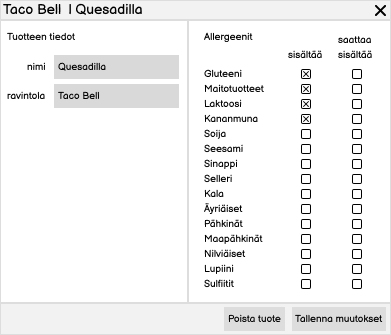 Taco Bell | Quesadilla
Tuotteen tiedot
nimi Quesadilla
ravintola Taco Bell
Allergeenit
sisältää
saattaa
sisältää
Gluteeni
Maitotuotteet
Laktoosi
Kananmuna
Soija
Seesami
Sinappi
Selleri
Kala
Äyriäiset
Pähkinät
Maapähkinät
Nilviäiset
Lupiini
Sulfiitit
Poista tuote
Tallenna muutokset